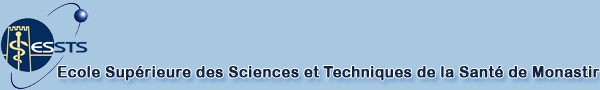 ESSTS
Ecole Supérieure des Sciences et Techniques de la Santé de Monastir